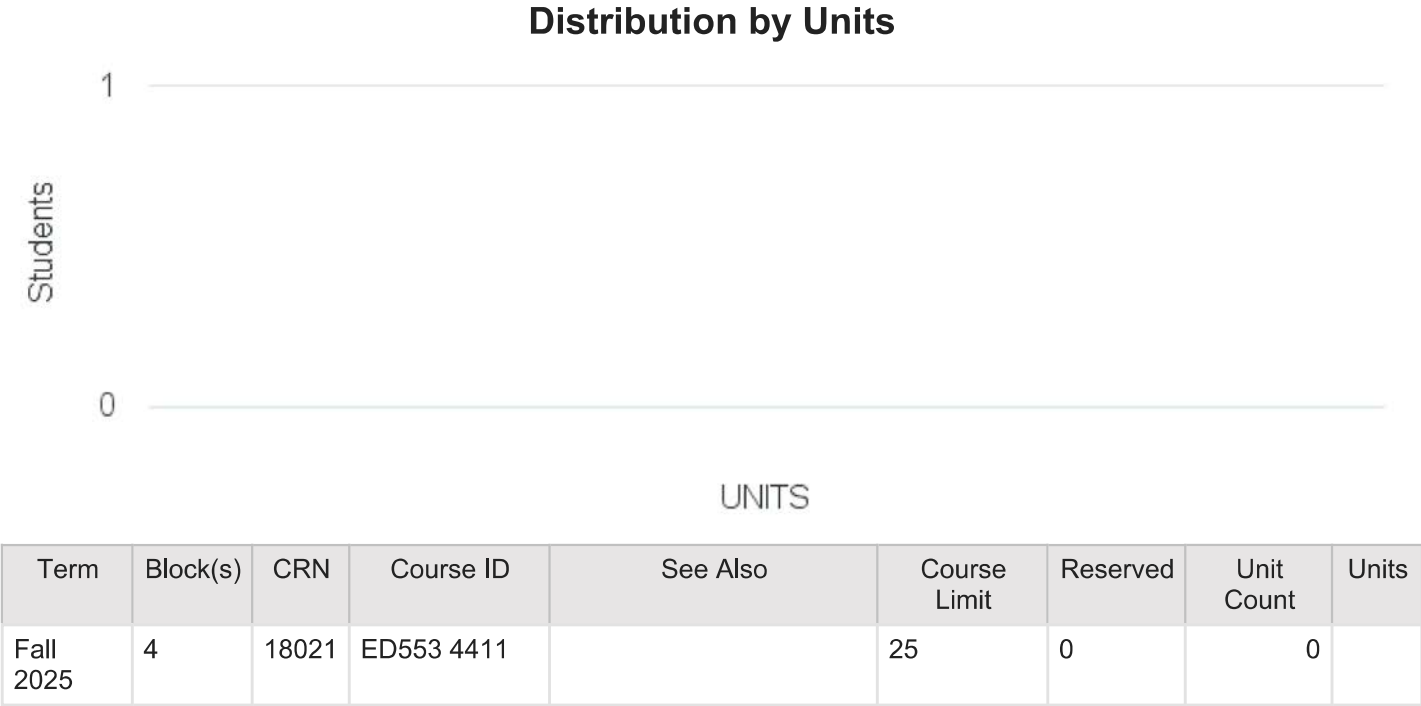 Distribution by Units
1
Students
0
UNITS
Term Block(s) CRN Course ID See Also Course Limit Reserved Unit Count Units
Fall 2025 4 18021 ED553 4411 25 0 0